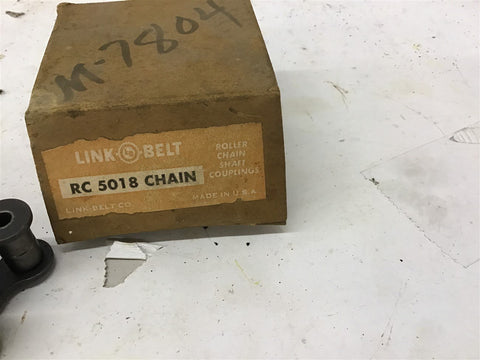 M-7804
LINK-BELT
ROLLER
CHAIN
SHAFT
COUPLINGS
RC 5018 CHAIN
LINK-BELT CO.
MADE IN U.S.A.